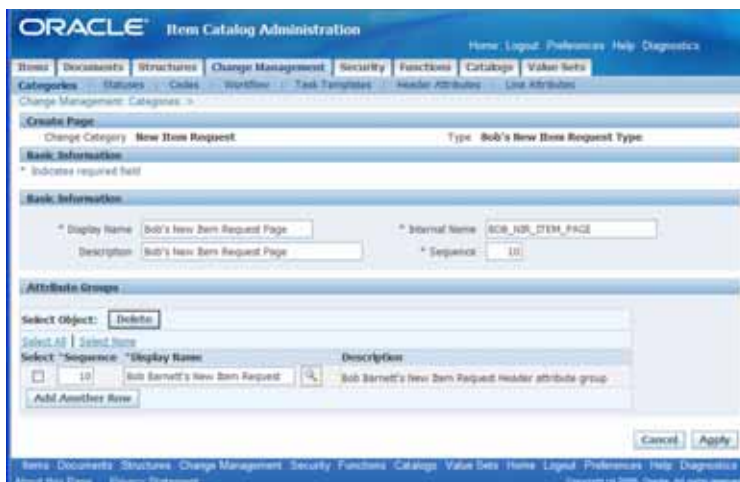 ORACLE Item Catalog Administration
Home Logout Preferences Help Diagnostics
Items Documents Structures Change Management Security Functions Catalogs Value Sets
Categories Statuses Codes Workflow Task Templates Header Attributes Line Attributes
Change Management: Categories >
Create Page
Change Category New Item Request Type Bob's New Item Request Type
Basic Information
* Indicates required field
Basic Information
* Display Name Bob's New Item Request Page * Internal Name BOB_NIR_ITEM_PAGE
Description Bob's New Item Request Page * Sequence 10
Attribute Groups
Select Object: Delete
Select All | Select None
Select *Sequence *Display Name Description
10 Bob Barnett's New Item Request Bob Barnett's New Item Request Header attribute group
Add Another Row
Cancel Apply
Items Documents Structures Change Management Security Functions Catalogs Value Sets Home Logout Preferences Help Diagnostics
About this Page Privacy Statement